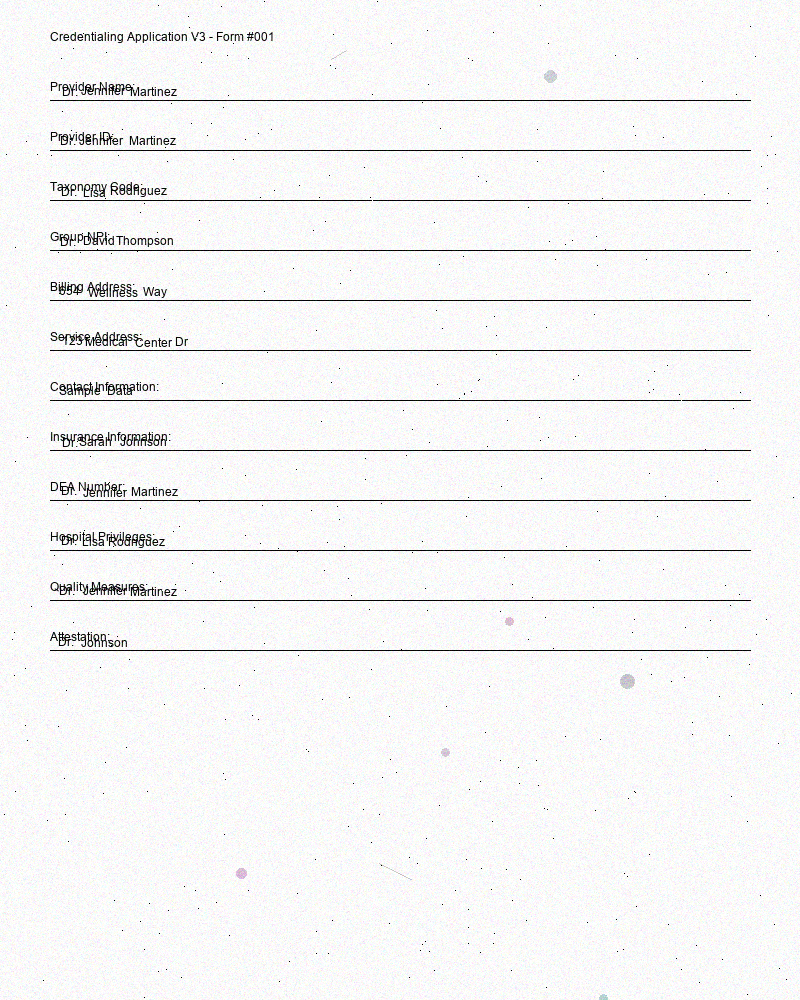 Credentialing Application V3 - Form #001
Provider Name:
Dr. Jennifer Martinez
Provider ID:
Dr. Jennifer Martinez
Taxonomy Code:
Dr. Lisa Rodriguez
Group NPI:
Dr. David Thompson
Billing Address:
654 Wellness Way
Service Address:
123 Medical Center Dr
Contact Information:
Sample Data
Insurance Information:
Dr. Sarah Johnson
DEA Number:
Dr. Jennifer Martinez
Hospital Privileges:
Dr. Lisa Rodriguez
Quality Measures:
Dr. Jennifer Martinez
Attestation:
Dr. Johnson